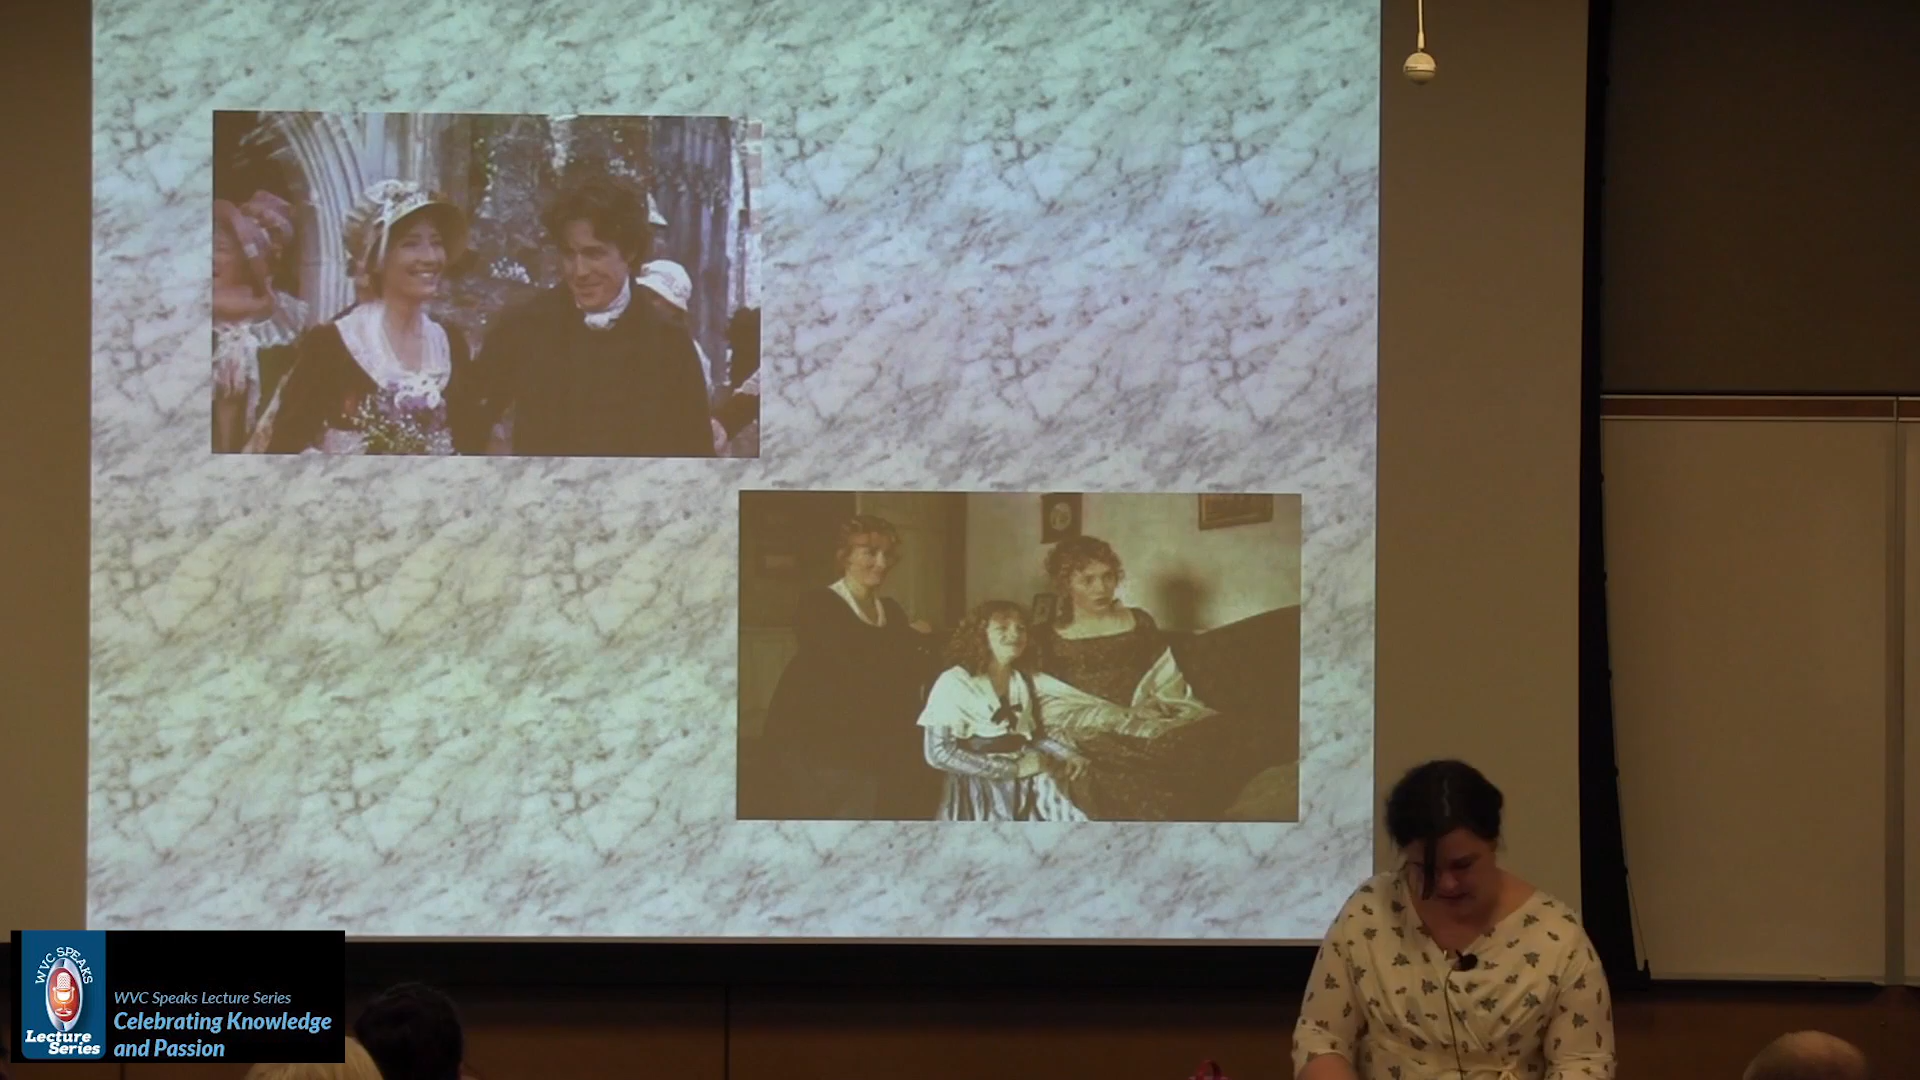 WVC SPEAKS
Lecture
Series
WVC Speaks Lecture Series
Celebrating Knowledge
and Passion